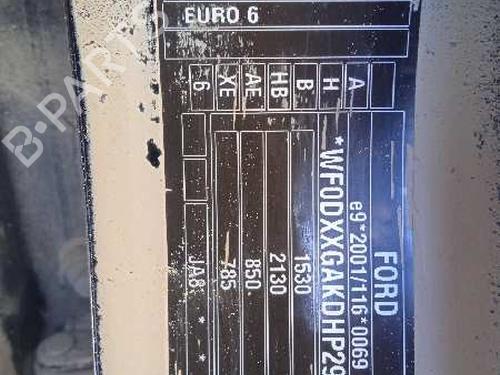 EURO 6
FORD
e9*2001/116*0069
*WF0DXXGAKDHP29
1530
2130
850
785
JA8 * *
A
H
B
HB
AE
XE
6
B-PARTS